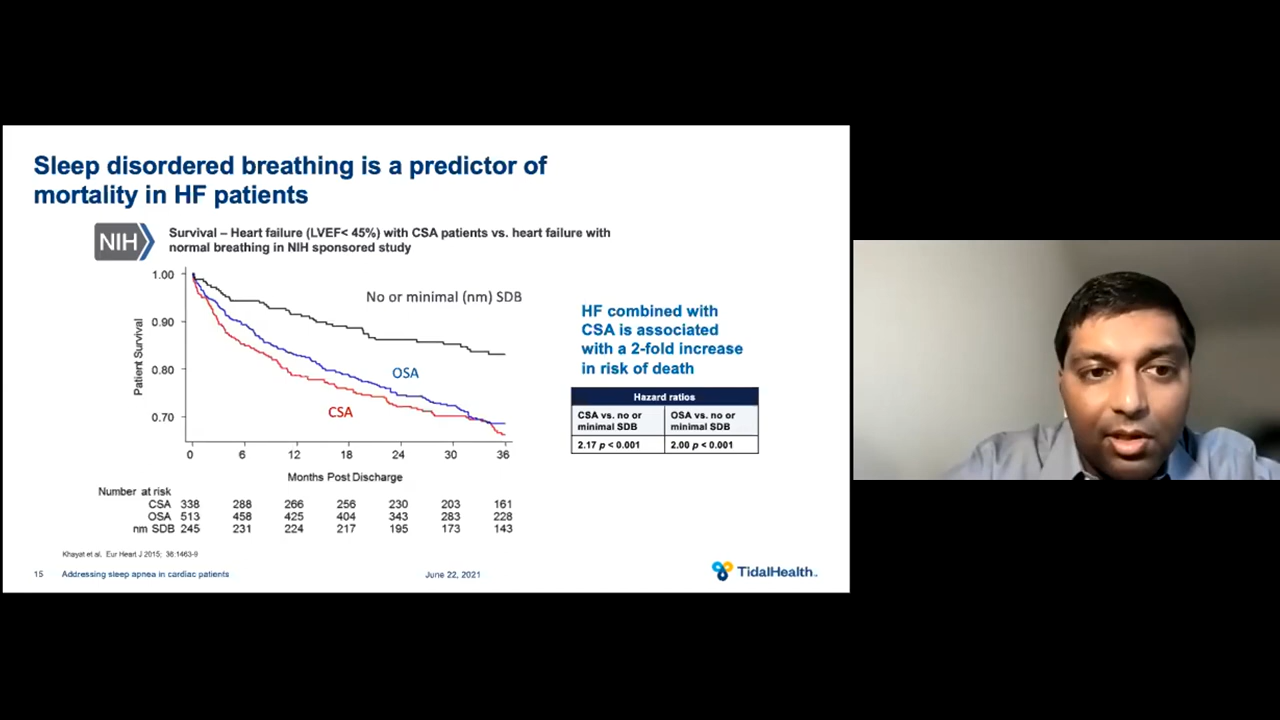 Sleep disordered breathing is a predictor of
mortality in HF patients
NIH
Survival – Heart failure (LVEF< 45%) with CSA patients vs. heart failure with
normal breathing in NIH sponsored study
1.00
0.90
0.80
0.70
Patient Survival
No or minimal (nm) SDB
OSA
CSA
0 6 12 18 24 30 36
Months Post Discharge
Number at risk
CSA 338 288 266 256 230 203 161
OSA 513 458 425 404 343 283 228
nm SDB 245 231 224 217 195 173 143
HF combined with
CSA is associated
with a 2-fold increase
in risk of death
Hazard ratios
CSA vs. no or
minimal SDB
OSA vs. no or
minimal SDB
2.17 p < 0.001
2.00 p < 0.001
Khayat et al. Eur Heart J 2015; 36:1463-9
15 Addressing sleep apnea in cardiac patients
June 22, 2021
TidalHealth